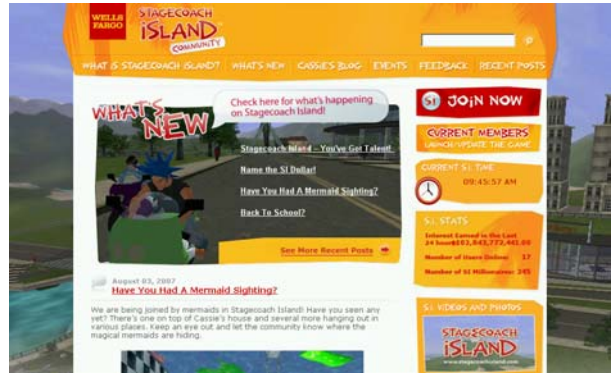 WELLS
FARGO
STAGECOACH
iSLAND
COMMUNITY
WHAT IS STAGECOACH ISLAND?
WHAT'S NEW
CASSIE'S BLOG
EVENTS
FEEDBACK
RECENT POSTS
WHAT'S
NEW
Check here for what's happening
on Stagecoach Island!
Stagecoach Island – You've Got Talent!
Name the SI Dollar!
Have You Had A Mermaid Sighting?
Back To School?
See More Recent Posts
S.I. JOiN NOW
CURRENT MEMBERS
LAUNCH/UPDATE THE GAME
CURRENT S.I. TIME
09:45:57 AM
S.I. STATS
Interest Earned in the Last
24 hours
Number of Users Online: 17
Number of SI Millionaires: 245
August 03, 2007
Have You Had A Mermaid Sighting?
We are being joined by mermaids in Stagecoach Island! Have you seen any
yet? There's one on top of Cassie's house and several more hanging out in
various places. Keep an eye out and let the community know where the
magical mermaids are hiding.
S.I. VIDEOS AND PHOTOS
STAGECOACH
iSLAND
www.stagecoachisland.com